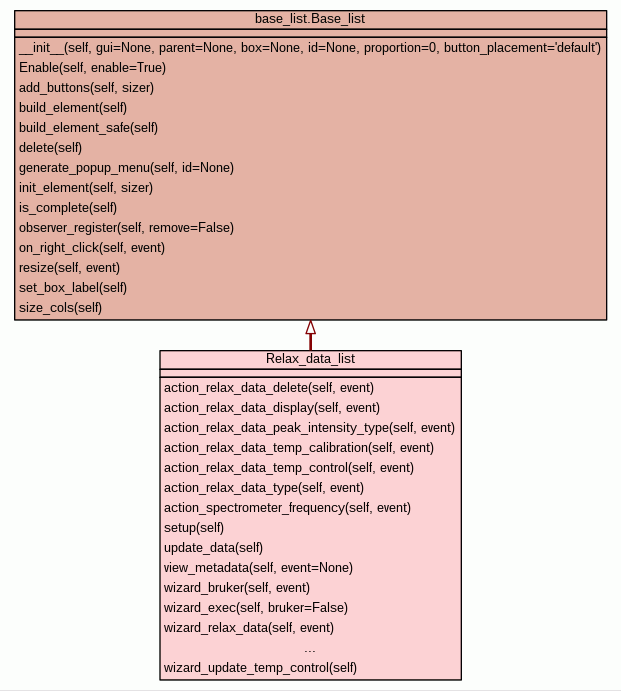 base_list.Base_list
__init__(self, gui=None, parent=None, box=None, id=None, proportion=0, button_placement='default')
Enable(self, enable=True)
add_buttons(self, sizer)
build_element(self)
build_element_safe(self)
delete(self)
generate_popup_menu(self, id=None)
init_element(self, sizer)
is_complete(self)
observer_register(self, remove=False)
on_right_click(self, event)
resize(self, event)
set_box_label(self)
size_cols(self)
Relax_data_list
action_relax_data_delete(self, event)
action_relax_data_display(self, event)
action_relax_data_peak_intensity_type(self, event)
action_relax_data_temp_calibration(self, event)
action_relax_data_temp_control(self, event)
action_relax_data_type(self, event)
action_spectrometer_frequency(self, event)
setup(self)
update_data(self)
view_metadata(self, event=None)
wizard_bruker(self, event)
wizard_exec(self, bruker=False)
wizard_relax_data(self, event)
...
wizard_update_temp_control(self)